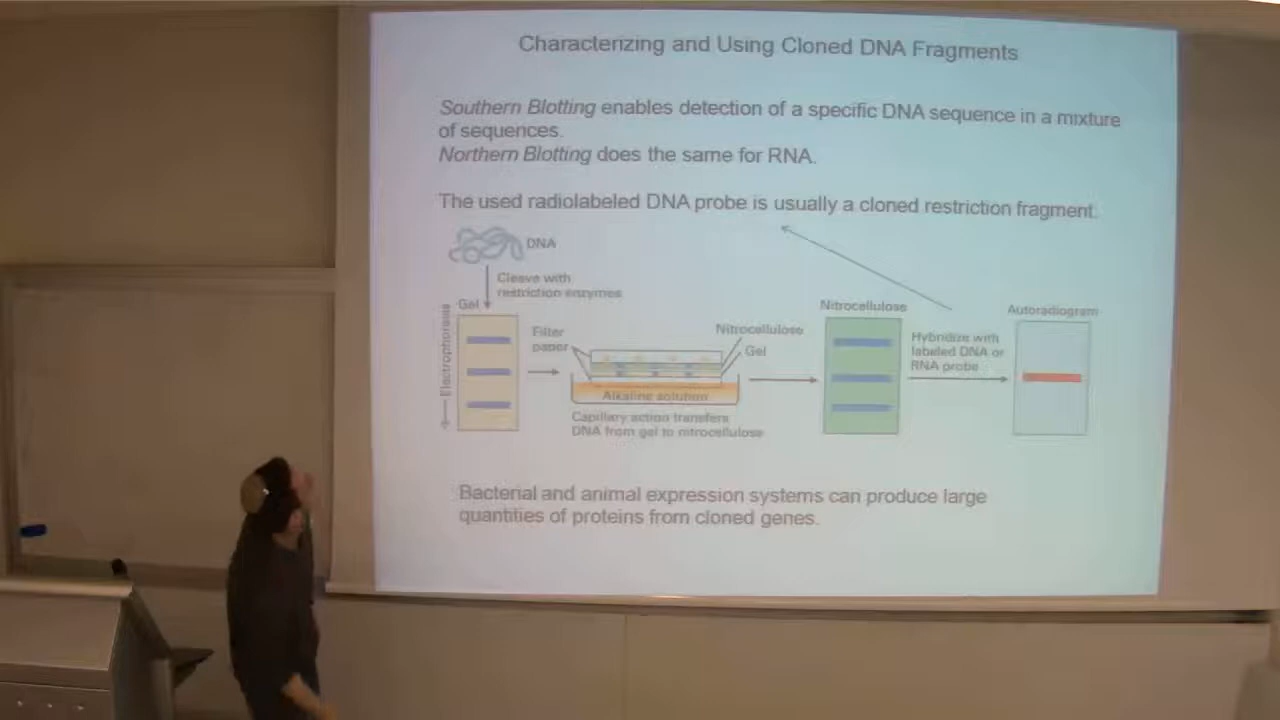 Characterizing and Using Cloned DNA Fragments
Southern Blotting enables detection of a specific DNA sequence in a mixture
of sequences.
Northern Blotting does the same for RNA.
The used radiolabeled DNA probe is usually a cloned restriction fragment.
DNA
Cleave with
restriction enzymes
Gel
Electrophoresis
Filter
paper
Nitrocellulose
Gel
Alkaline solution
Capillary action transfers
DNA from gel to nitrocellulose
Nitrocellulose
Hybridize with
labeled DNA or
RNA probe
Autoradiogram
Bacterial and animal expression systems can produce large
quantities of proteins from cloned genes.